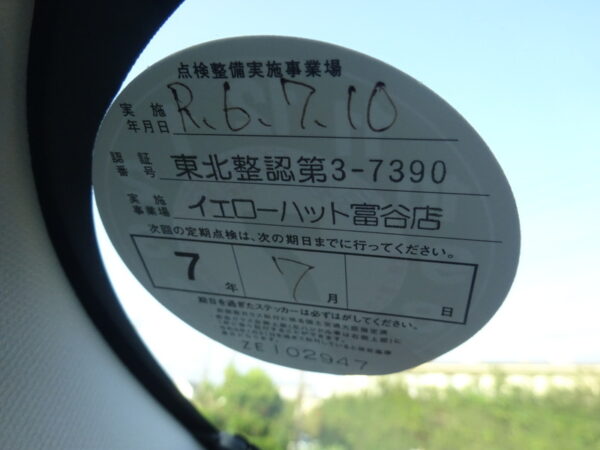 点検整備実施事業場
実施年月日 R.6.7.10
認証番号 東北整認第3-7390
実施事業場 イエローハット富谷店
次回の定期点検は、次の期日までに行ってください。
7年 7月 日
期日を過ぎたステッカーは必ずはがしてください。
ZE102947